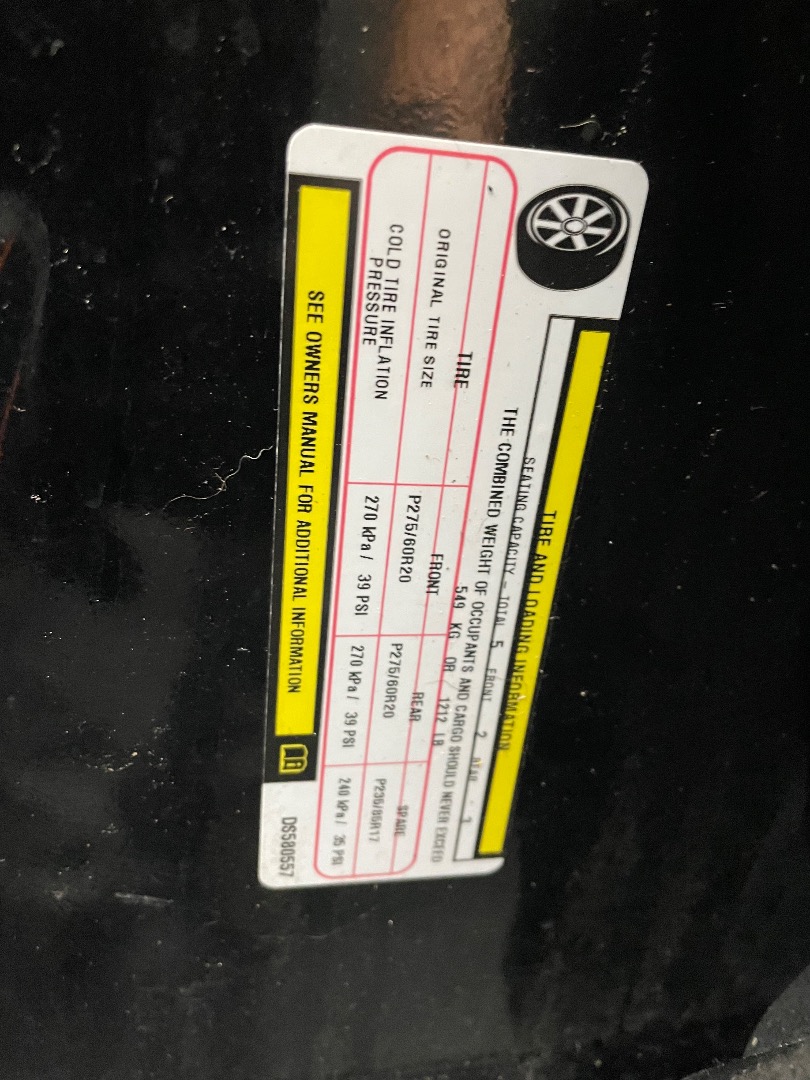 TIRE AND LOADING INFORMATION
SEATING CAPACITY - TOTAL 5 FRONT 2 REAR 3
THE COMBINED WEIGHT OF OCCUPANTS AND CARGO SHOULD NEVER EXCEED
549 KG OR 1212 LB
TIRE FRONT REAR SPARE
ORIGINAL TIRE SIZE P275/60R20 P275/60R20 P235/85R17
COLD TIRE INFLATION
PRESSURE 270 kPa / 39 PSI 270 kPa / 39 PSI 240 kPa / 35 PSI
SEE OWNERS MANUAL FOR ADDITIONAL INFORMATION
DS580557